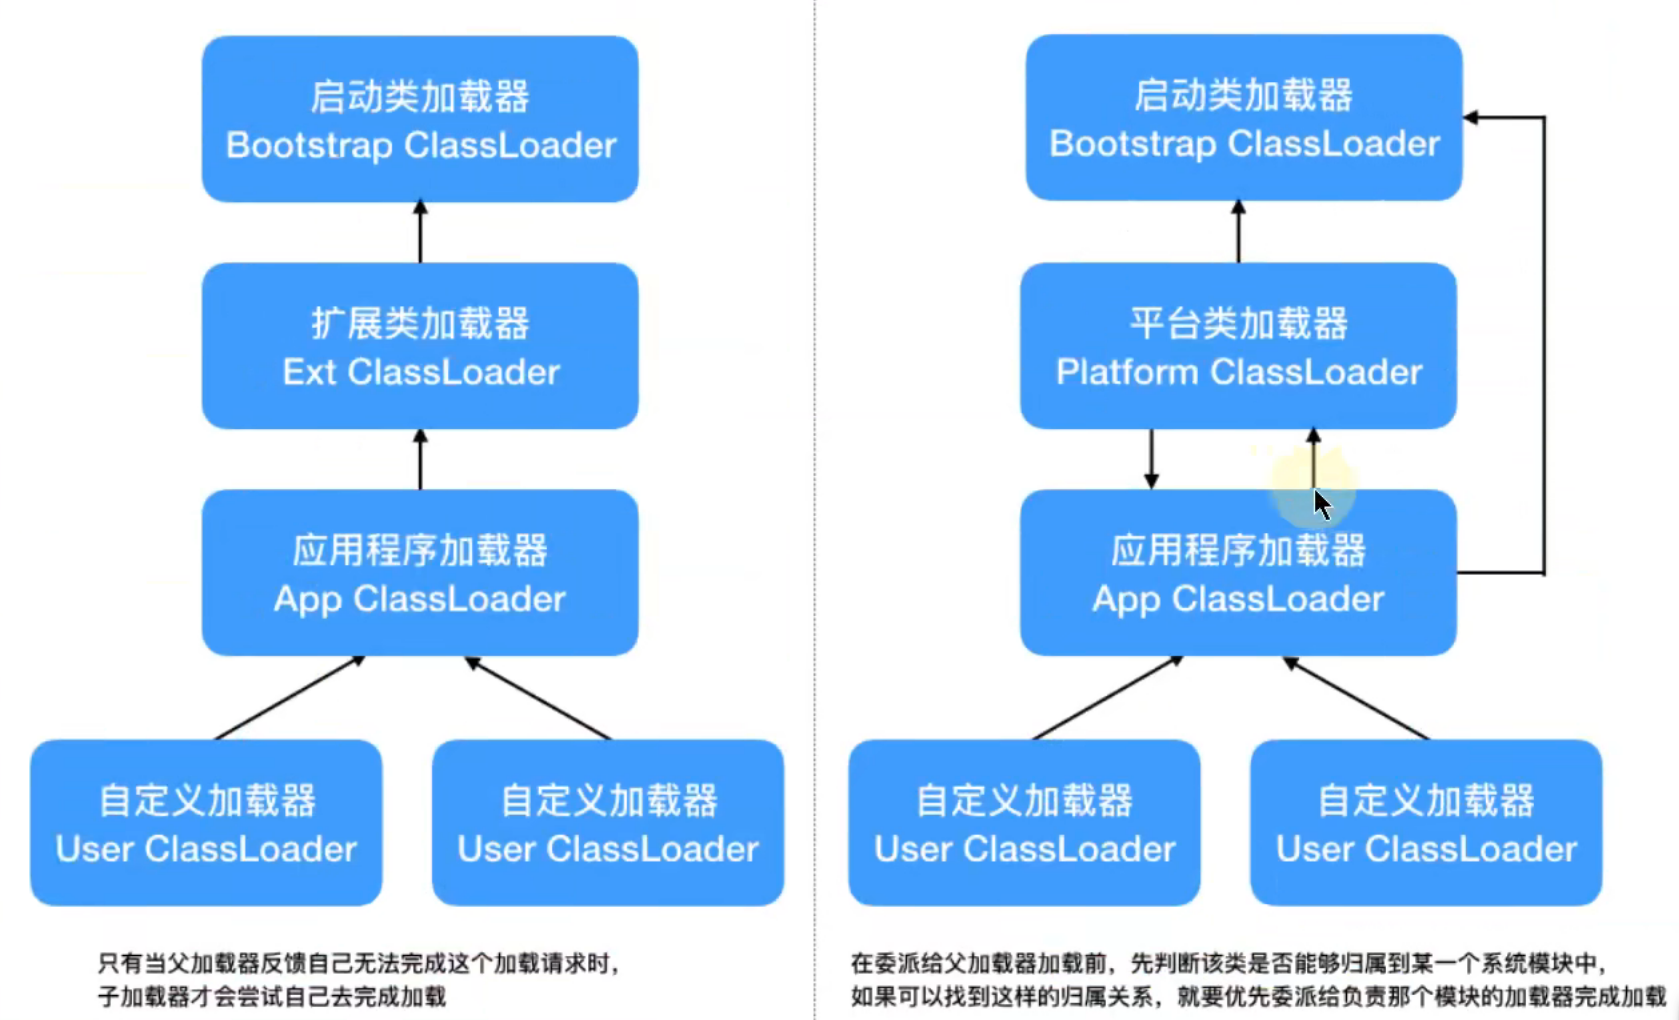 启动类加载器
Bootstrap ClassLoader
扩展类加载器
Ext ClassLoader
应用程序加载器
App ClassLoader
自定义加载器
User ClassLoader
自定义加载器
User ClassLoader
只有当父加载器反馈自己无法完成这个加载请求时，
子加载器才会尝试自己去完成加载
启动类加载器
Bootstrap ClassLoader
平台类加载器
Platform ClassLoader
应用程序加载器
App ClassLoader
自定义加载器
User ClassLoader
自定义加载器
User ClassLoader
在委派给父加载器加载前，先判断该类是否能够归属到某一个系统模块中，
如果可以找到这样的归属关系，就要优先委派给负责那个模块的加载器完成加载